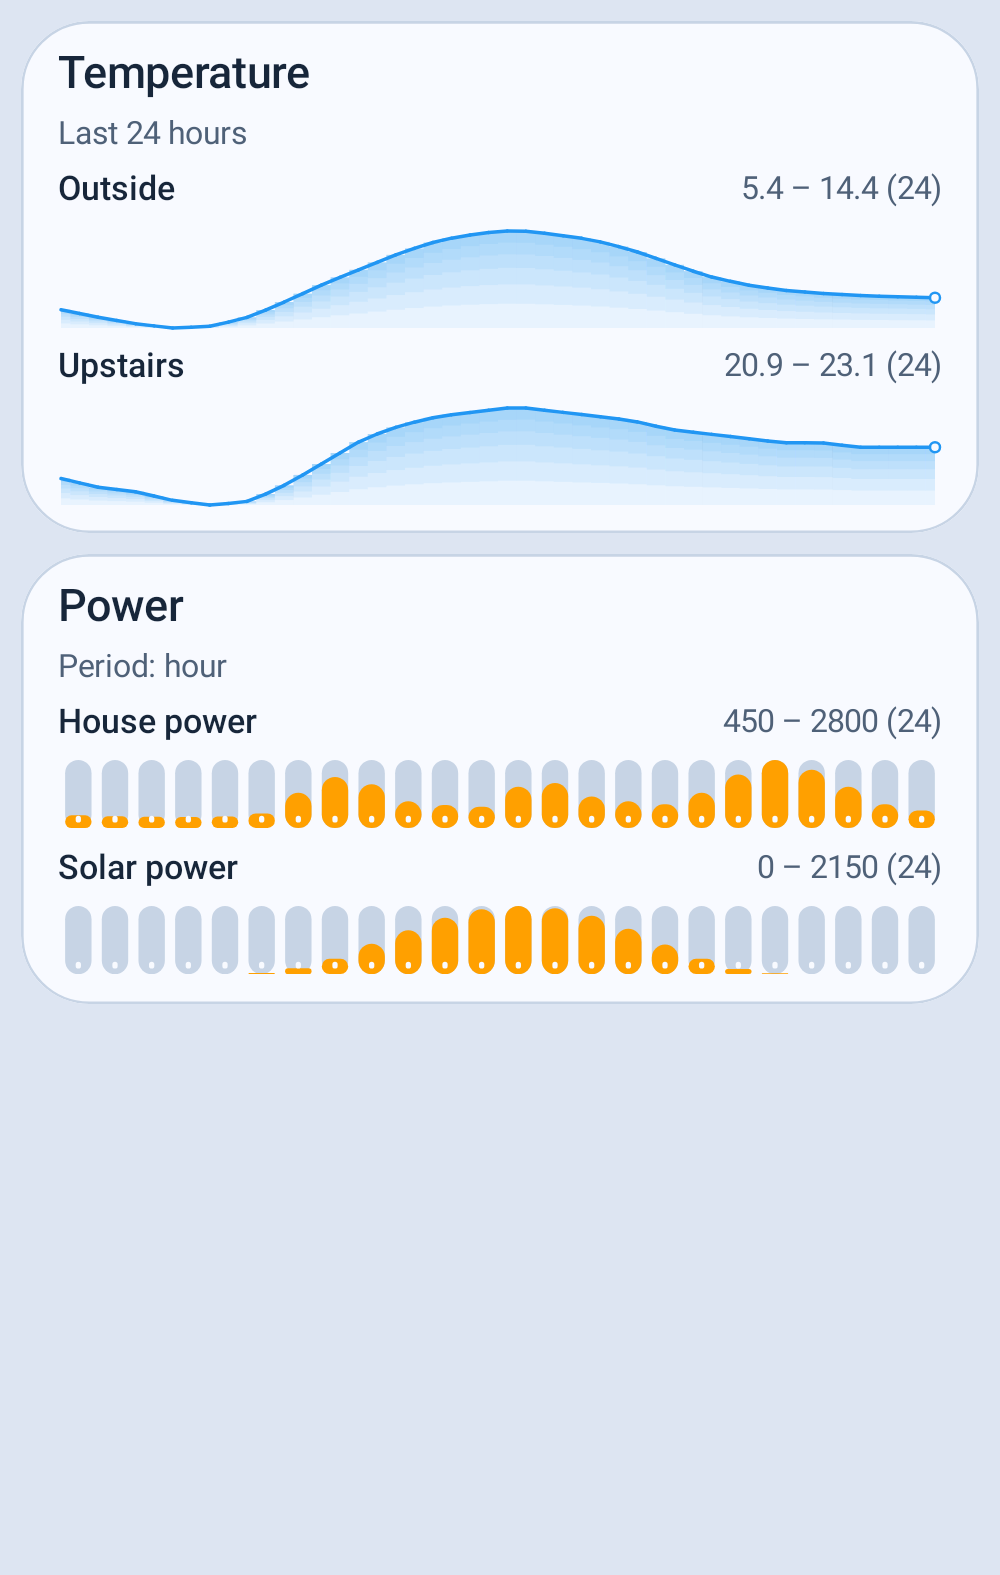 Temperature
Last 24 hours
Outside 5.4 – 14.4 (24)
Upstairs 20.9 – 23.1 (24)
Power
Period: hour
House power 450 – 2800 (24)
Solar power 0 – 2150 (24)